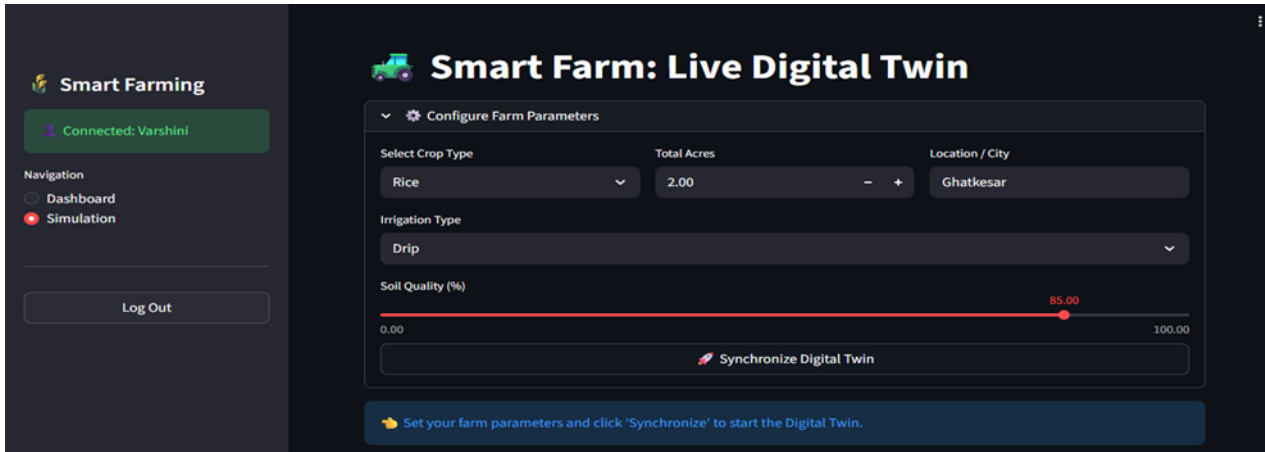 Smart Farming
Connected: Varshini
Navigation
Dashboard
Simulation
Log Out
Smart Farm: Live Digital Twin
Configure Farm Parameters
Select Crop Type
Total Acres
Location / City
Rice
2.00
− +
Ghatkesar
Irrigation Type
Drip
Soil Quality (%)
85.00
0.00
100.00
Synchronize Digital Twin
Set your farm parameters and click 'Synchronize' to start the Digital Twin.